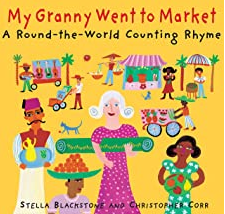 My Granny Went to Market
A Round-the-World Counting Rhyme
Stella Blackstone and Christopher Corr